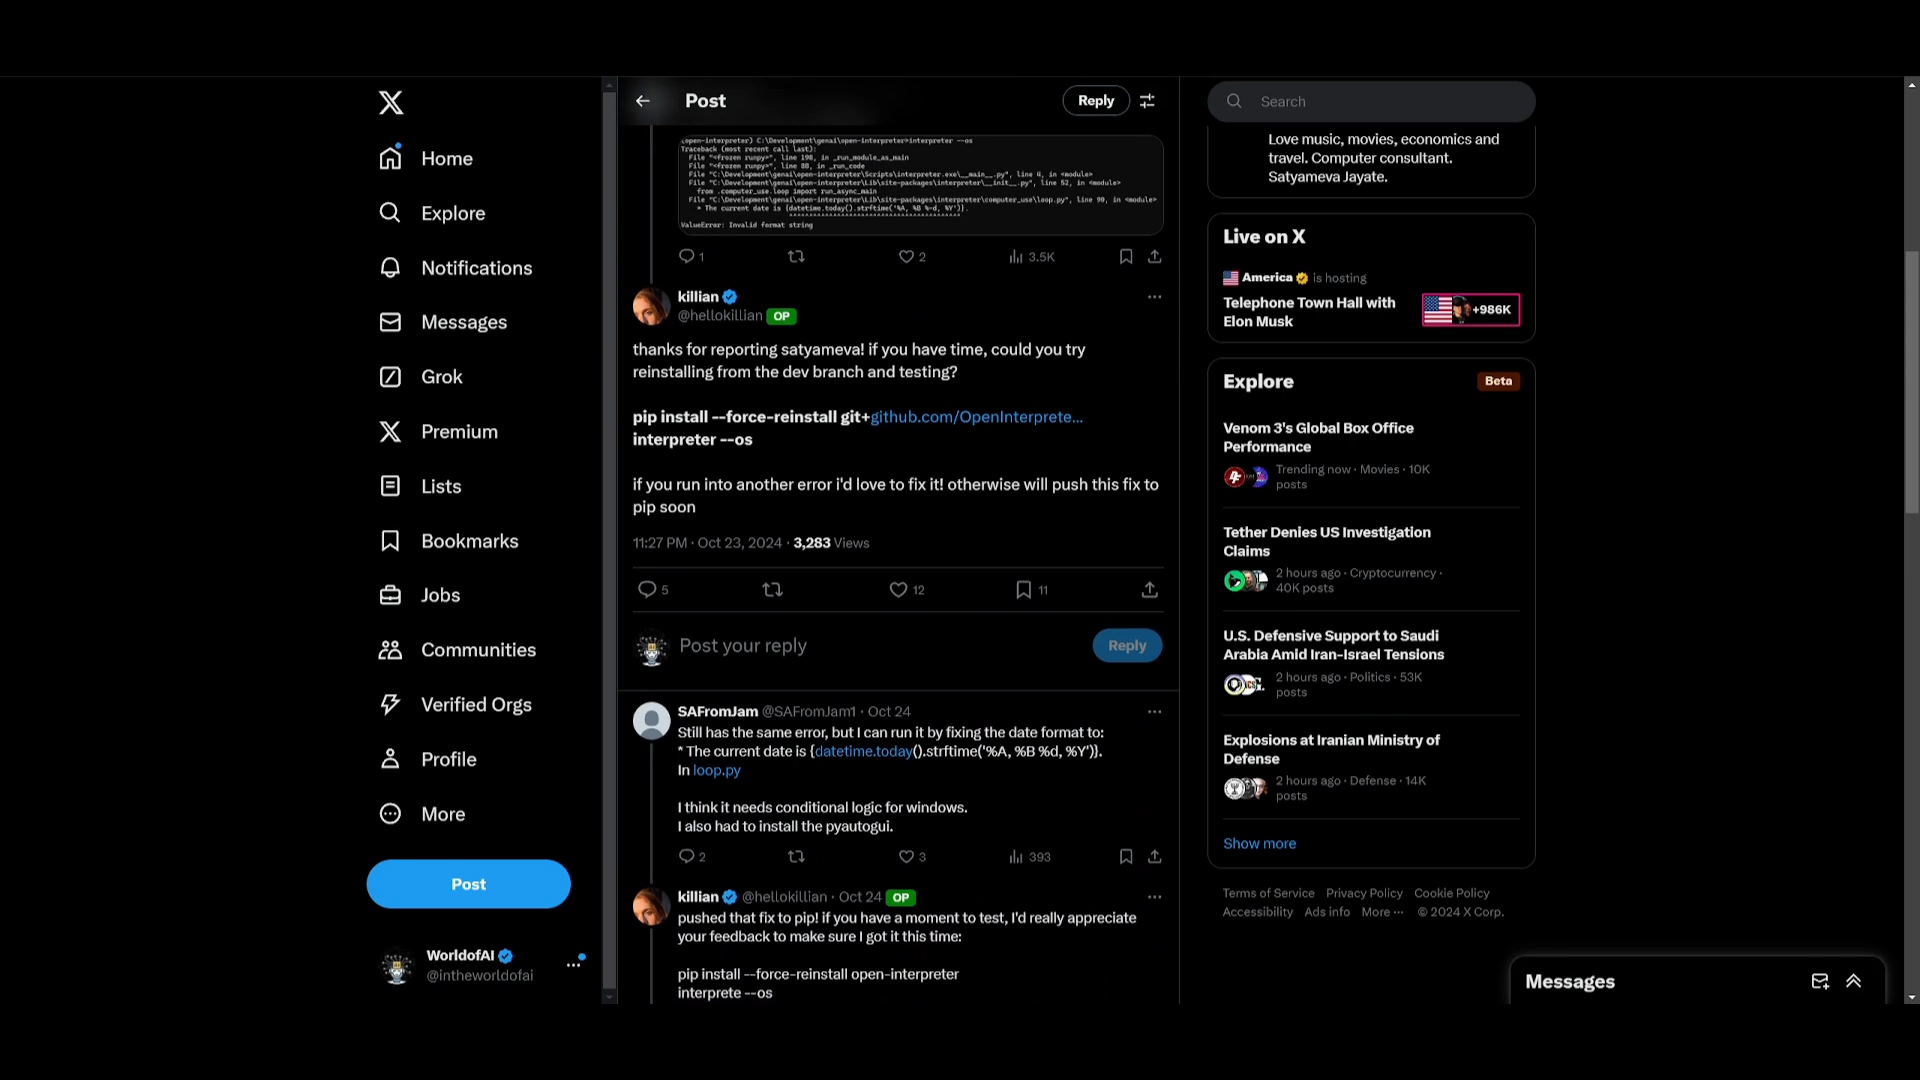 Home
Explore
Notifications
Messages
Grok
Premium
Lists
Bookmarks
Jobs
Communities
Verified Orgs
Profile
More
Post
WorldofAI
@intheworldofai
...
Post
Reply
(open-interpreter) C:\Development\genai\open-interpreter>interpreter --os
Traceback (most recent call last):
File "<frozen runpy>", line 198, in _run_module_as_main
File "<frozen runpy>", line 88, in _run_code
File "C:\Development\genai\open-interpreter\Scripts\interpreter.exe\__main__.py", line 4, in <module>
File "C:\Development\genai\open-interpreter\Lib\site-packages\interpreter\__init__.py", line 52, in <module>
from .computer_use.loop import run_async_main
File "C:\Development\genai\open-interpreter\Lib\site-packages\interpreter\computer_use\loop.py", line 90, in <module>
* The current date is {datetime.today().strftime('%A, %B %-d, %Y')}.
^^^^^^^^^^^^^^^^^^^^^^^^^^^^^^^^^^^^^^^^^^
ValueError: Invalid format string
1
2
3.5K
killian
@hellokillian OP
thanks for reporting satyameva! if you have time, could you try
reinstalling from the dev branch and testing?
pip install --force-reinstall git+github.com/OpenInterprete...
interpreter --os
if you run into another error i'd love to fix it! otherwise will push this fix to
pip soon
11:27 PM · Oct 23, 2024 · 3,283 Views
5
12
11
Post your reply
Reply
SAFromJam @SAFromJam1 · Oct 24
Still has the same error, but I can run it by fixing the date format to:
* The current date is {datetime.today().strftime('%A, %B %d, %Y')}.
In loop.py
I think it needs conditional logic for windows.
I also had to install the pyautogui.
2
3
393
killian @hellokillian · Oct 24 OP
pushed that fix to pip! if you have a moment to test, I'd really appreciate
your feedback to make sure I got it this time:
pip install --force-reinstall open-interpreter
interprete --os
Search
Love music, movies, economics and
travel. Computer consultant.
Satyameva Jayate.
Live on X
America is hosting
Telephone Town Hall with
Elon Musk
+986K
Explore
Beta
Venom 3's Global Box Office
Performance
Trending now · Movies · 10K
posts
Tether Denies US Investigation
Claims
2 hours ago · Cryptocurrency ·
40K posts
U.S. Defensive Support to Saudi
Arabia Amid Iran-Israel Tensions
2 hours ago · Politics · 53K
posts
Explosions at Iranian Ministry of
Defense
2 hours ago · Defense · 14K
posts
Show more
Terms of Service Privacy Policy Cookie Policy
Accessibility Ads info More ··· © 2024 X Corp.
Messages